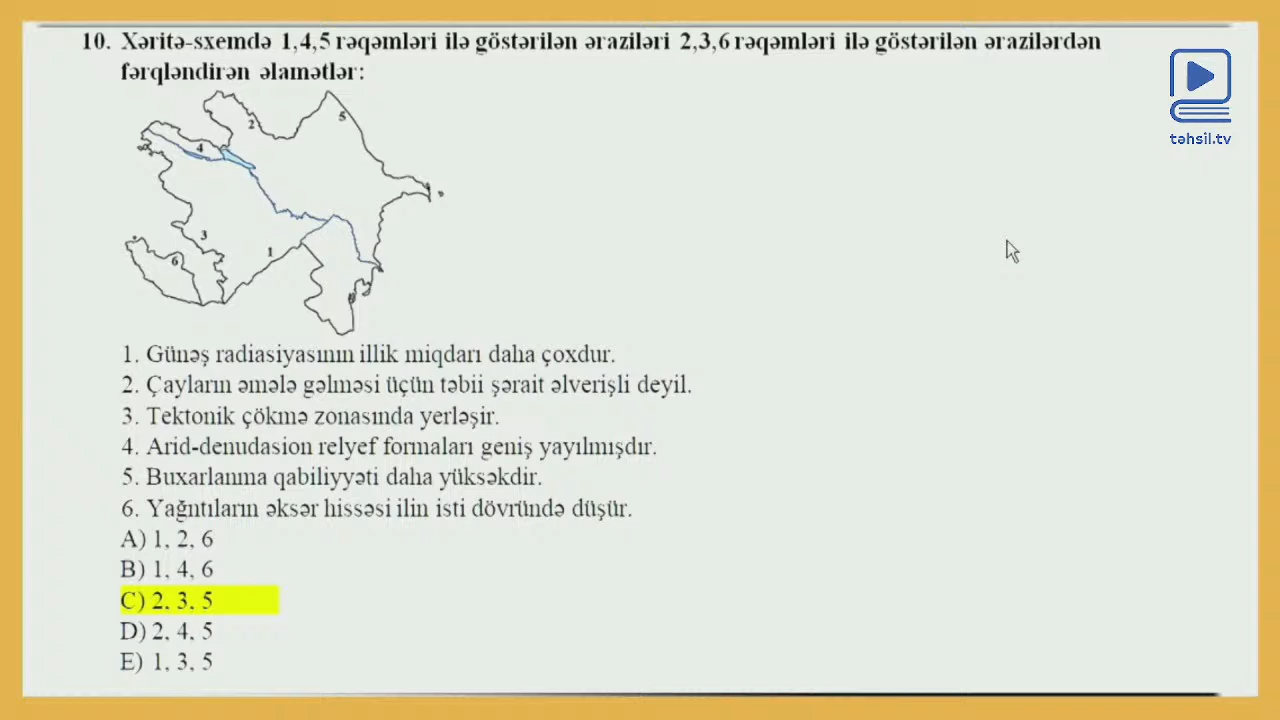 10. Xəritə-sxemdə 1,4,5 rəqəmləri ilə göstərilən əraziləri 2,3,6 rəqəmləri ilə göstərilən ərazilərdən
fərqləndirən əlamətlər:
təhsil.tv
5
2
4
3
1
6
1. Günəş radiasiyasının illik miqdarı daha çoxdur.
2. Çayların əmələ gəlməsi üçün təbii şərait əlverişli deyil.
3. Tektonik çökmə zonasında yerləşir.
4. Arid-denudasion relyef formaları geniş yayılmışdır.
5. Buxarlanma qabiliyyəti daha yüksəkdir.
6. Yağıntıların əksər hissəsi ilin isti dövründə düşür.
A) 1, 2, 6
B) 1, 4, 6
C) 2, 3, 5
D) 2, 4, 5
E) 1, 3, 5